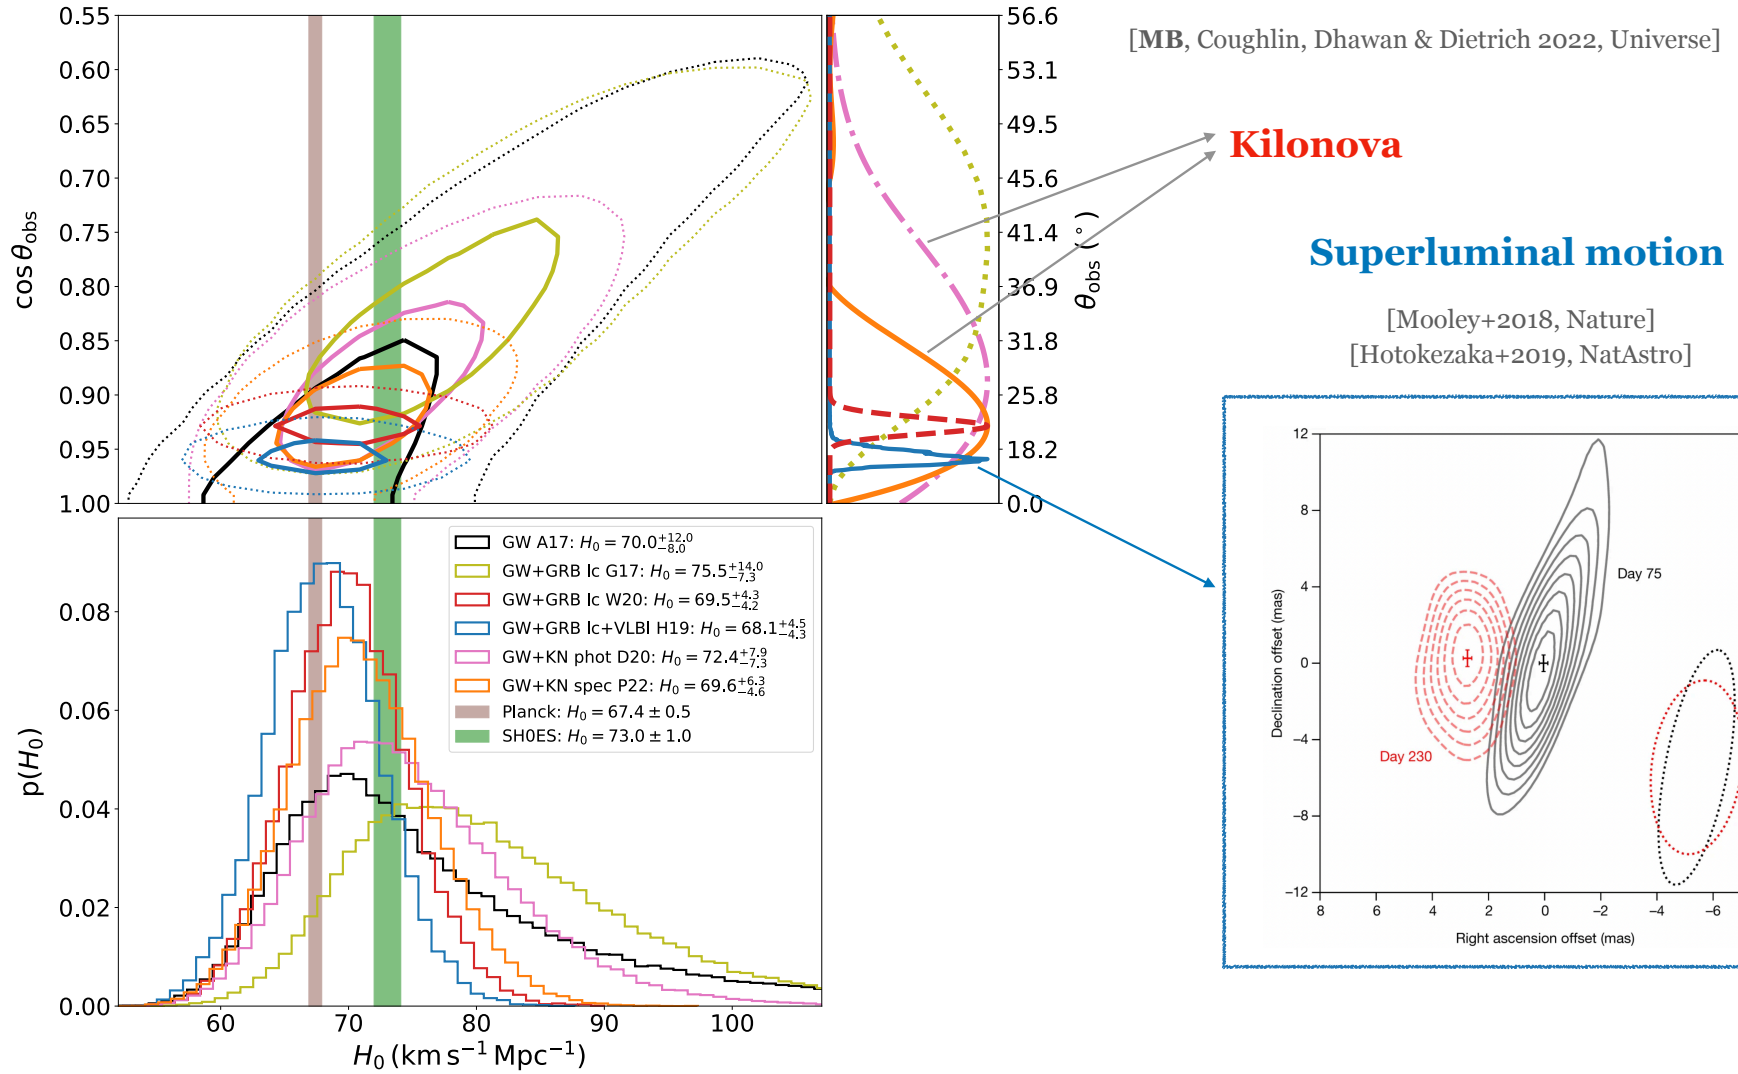 [MB, Coughlin, Dhawan & Dietrich 2022, Universe]
Kilonova
Superluminal motion
[Mooley+2018, Nature]
[Hotokezaka+2019, NatAstro]
cos θobs
0.55
0.60
0.65
0.70
0.75
0.80
0.85
0.90
0.95
1.00
56.6
53.1
49.5
45.6
41.4
36.9
31.8
25.8
18.2
0.0
θobs (°)
GW A17: H₀ = 70.0+12.0−8.0
GW+GRB lc G17: H₀ = 75.5+14.0−7.3
GW+GRB lc W20: H₀ = 69.5+4.3−4.2
GW+GRB lc+VLBI H19: H₀ = 68.1+4.5−4.3
GW+KN phot D20: H₀ = 72.4+7.9−7.3
GW+KN spec P22: H₀ = 69.6+6.3−4.6
Planck: H₀ = 67.4 ± 0.5
SH0ES: H₀ = 73.0 ± 1.0
p(H₀)
0.08
0.06
0.04
0.02
0.00
60 70 80 90 100
H₀ (km s⁻¹ Mpc⁻¹)
Declination offset (mas)
12
8
4
0
−4
−8
−12
Day 75
Day 230
8 6 4 2 0 −2 −4 −6
Right ascension offset (mas)